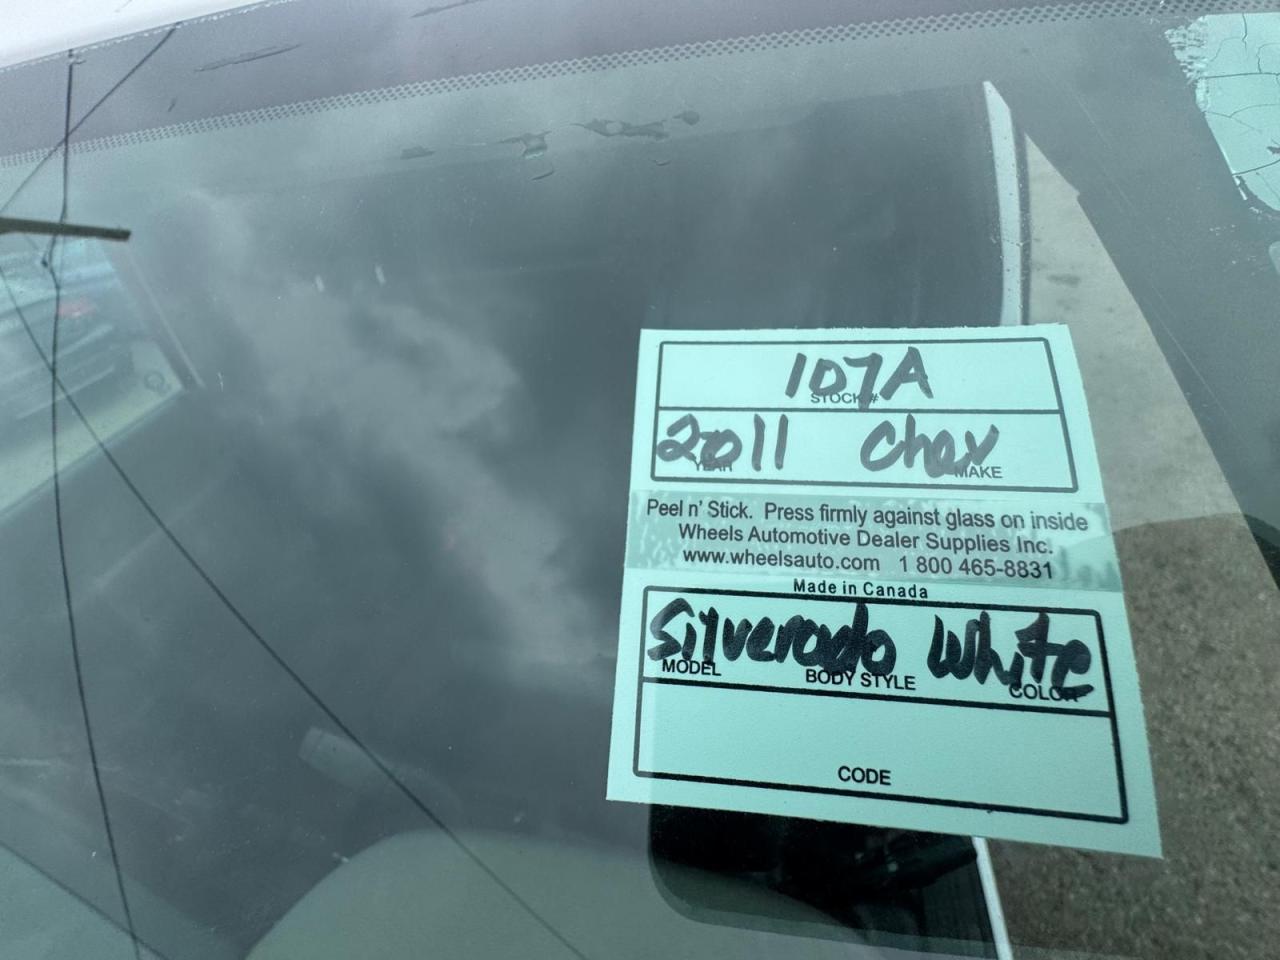 107A
STOCK #
2011 Chev
YEAR MAKE
Peel n' Stick. Press firmly against glass on inside
Wheels Automotive Dealer Supplies Inc.
www.wheelsauto.com 1 800 465-8831
Made in Canada
Silverado White
MODEL BODY STYLE COLOR
CODE